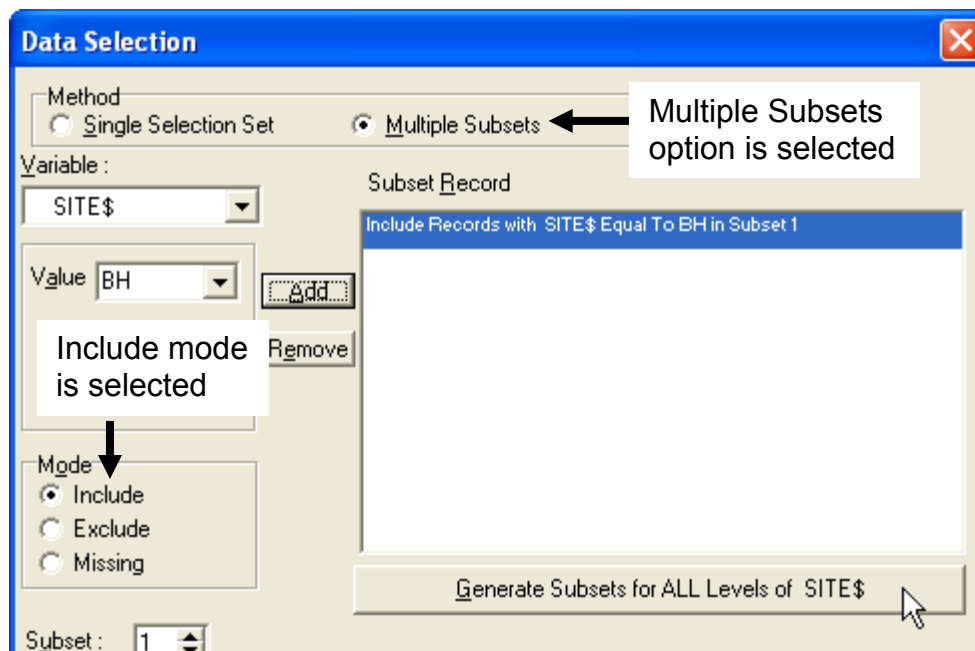 Data Selection
Method
Single Selection Set
Multiple Subsets
Multiple Subsets
option is selected
Variable :
SITE$
Subset Record
Include Records with SITE$ Equal To BH in Subset 1
Value BH
Add
Remove
Include mode
is selected
Mode
Include
Exclude
Missing
Generate Subsets for ALL Levels of SITE$
Subset : 1